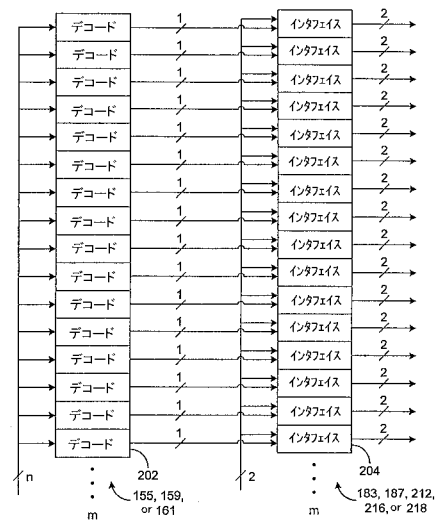 1 2
デコード インタフェイス
1 2
デコード インタフェイス
1 2
デコード インタフェイス
1 2
デコード インタフェイス
1 2
デコード インタフェイス
1 2
デコード インタフェイス
1 2
デコード インタフェイス
1 2
デコード インタフェイス
1 2
デコード インタフェイス
1 2
デコード インタフェイス
1 2
デコード インタフェイス
1 2
デコード インタフェイス
1 2
デコード インタフェイス
1 2
デコード インタフェイス
1 2
デコード インタフェイス
1 2
デコード インタフェイス
n 202 2 204
155, 159,
or 161
183, 187, 212,
216, or 218
m m